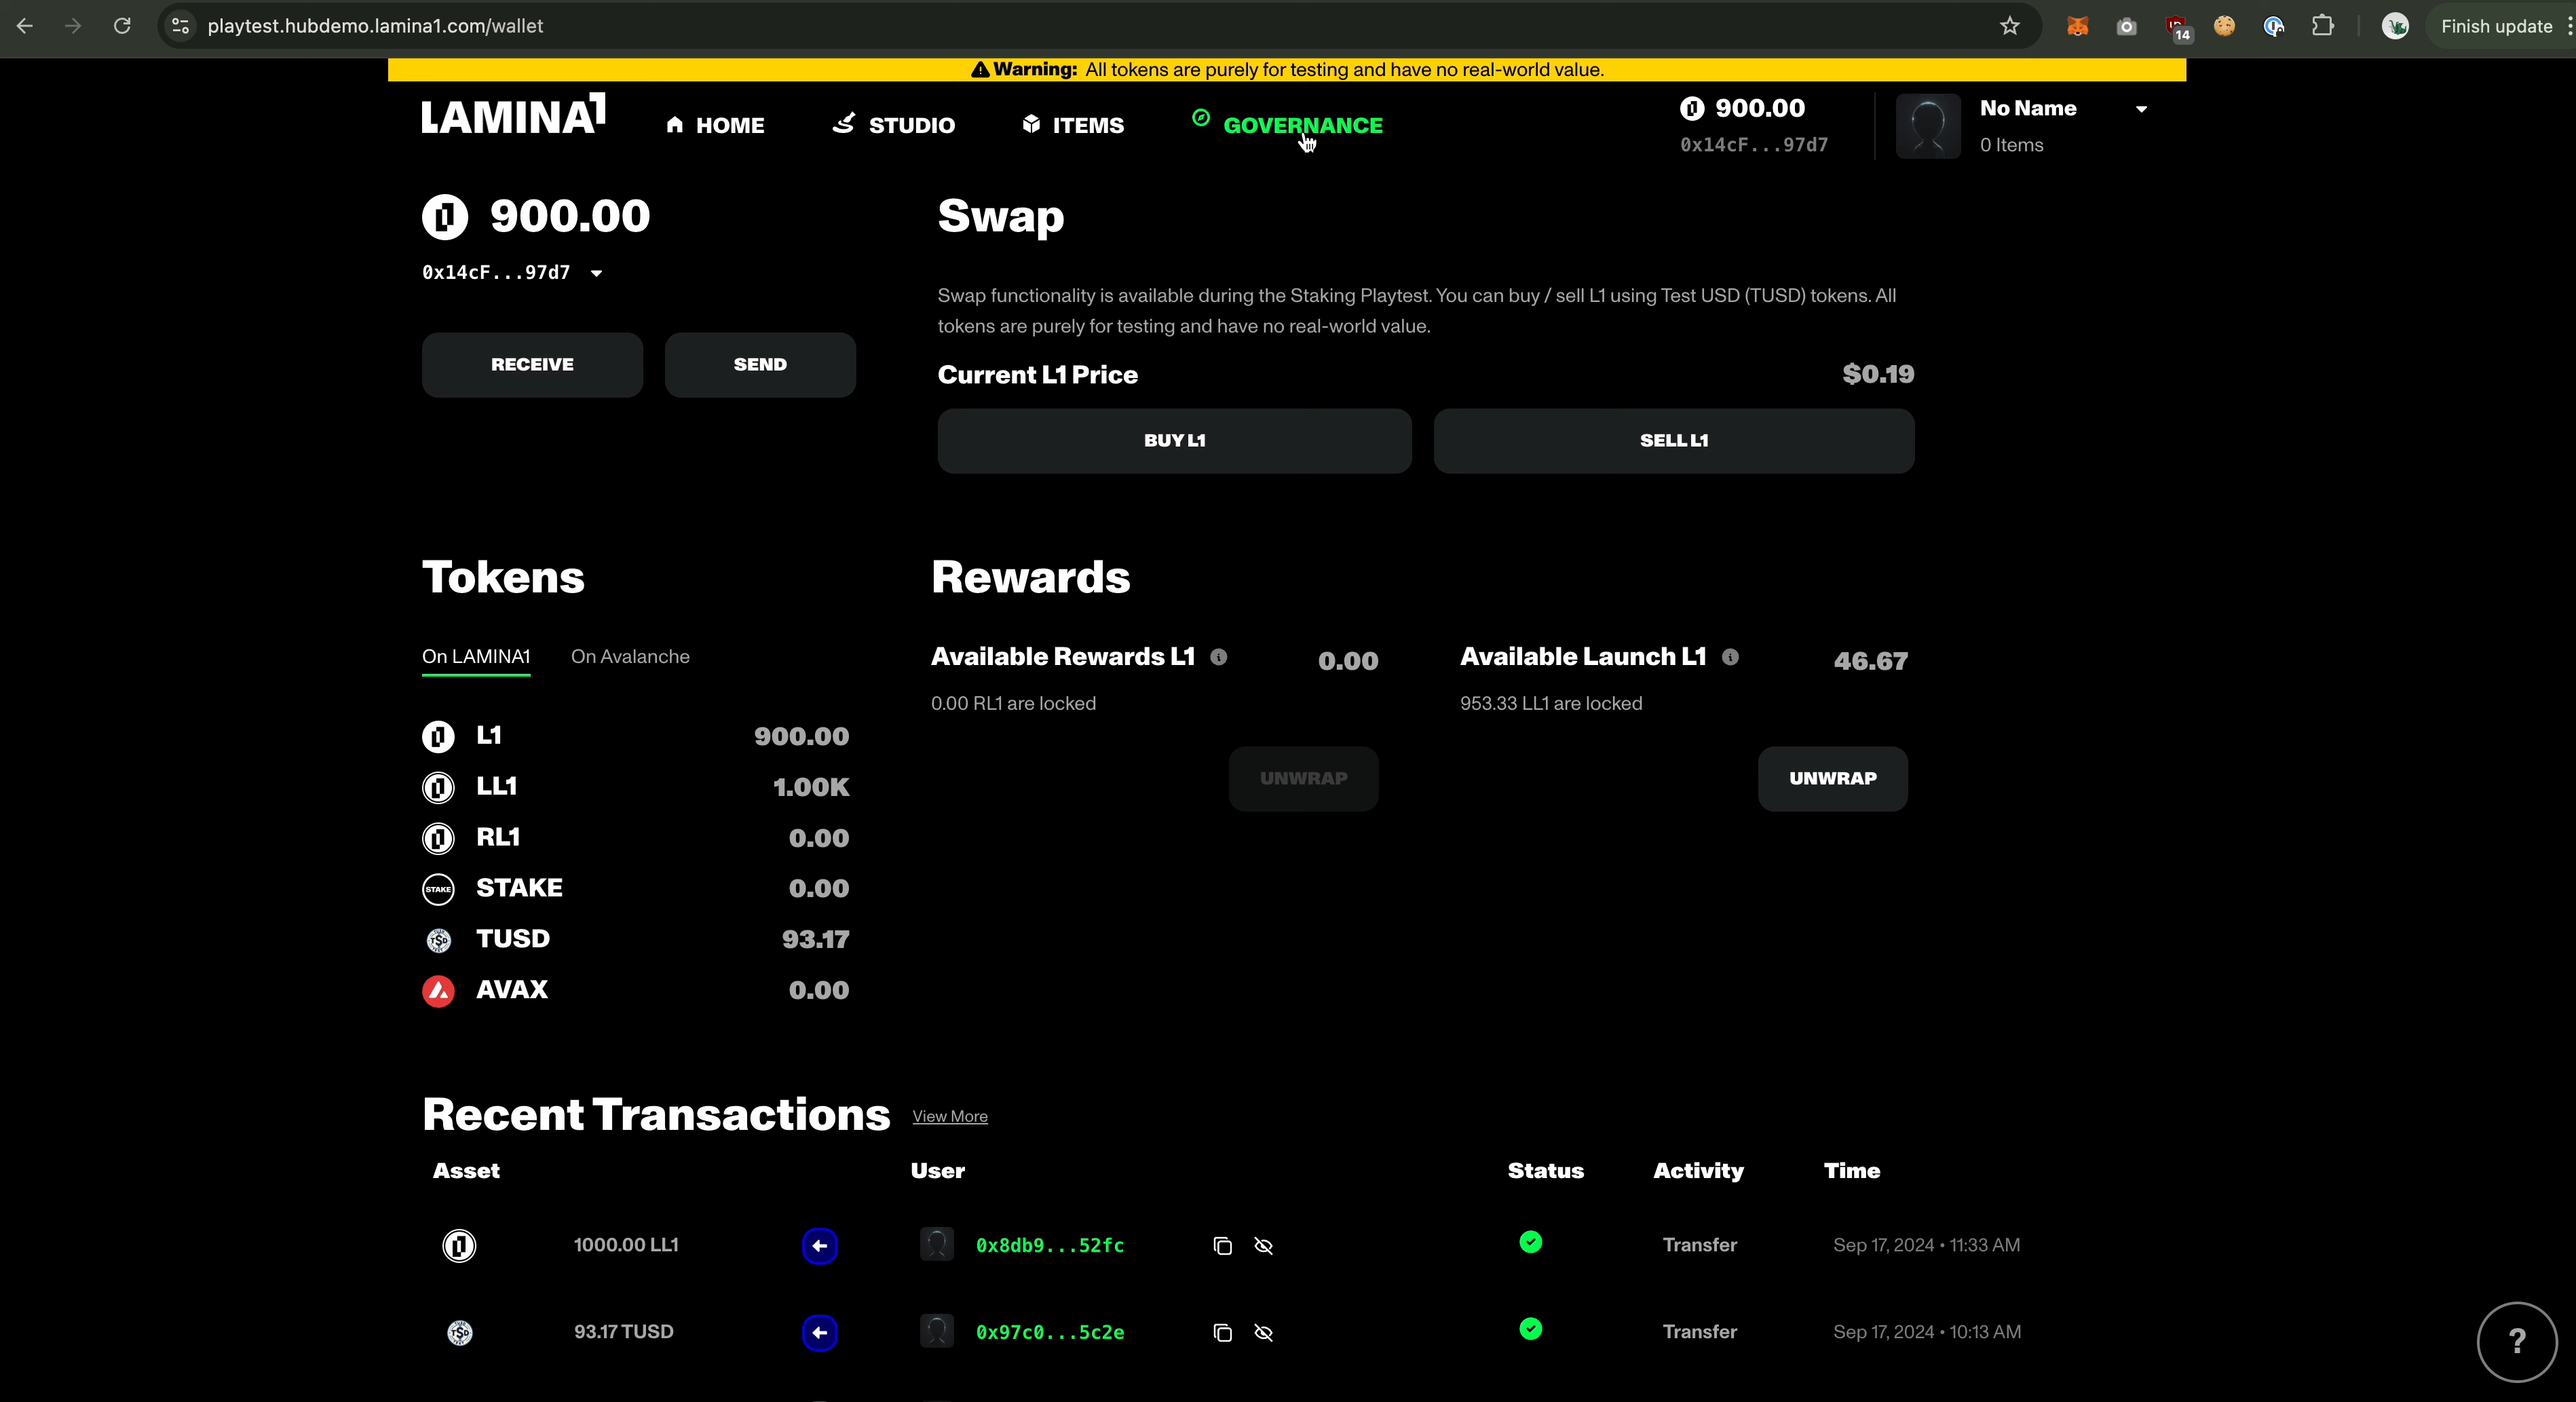 playtest.hubdemo.lamina1.com/wallet
14
Finish update
Warning: All tokens are purely for testing and have no real-world value.
LAMINA1
HOME
STUDIO
ITEMS
GOVERNANCE
900.00
0x14cF...97d7
No Name
0 Items
900.00
0x14cF...97d7
RECEIVE
SEND
Swap
Swap functionality is available during the Staking Playtest. You can buy / sell L1 using Test USD (TUSD) tokens. All
tokens are purely for testing and have no real-world value.
Current L1 Price
$0.19
BUY L1
SELL L1
Tokens
On LAMINA1
On Avalanche
L1
900.00
LL1
1.00K
RL1
0.00
STAKE
STAKE
0.00
TSD
TUSD
93.17
AVAX
0.00
Rewards
Available Rewards L1
0.00
0.00 RL1 are locked
UNWRAP
Available Launch L1
46.67
953.33 LL1 are locked
UNWRAP
Recent Transactions
View More
Asset
User
Status
Activity
Time
1000.00 LL1
0x8db9...52fc
Transfer
Sep 17, 2024 • 11:33 AM
TSD
93.17 TUSD
0x97c0...5c2e
Transfer
Sep 17, 2024 • 10:13 AM
?